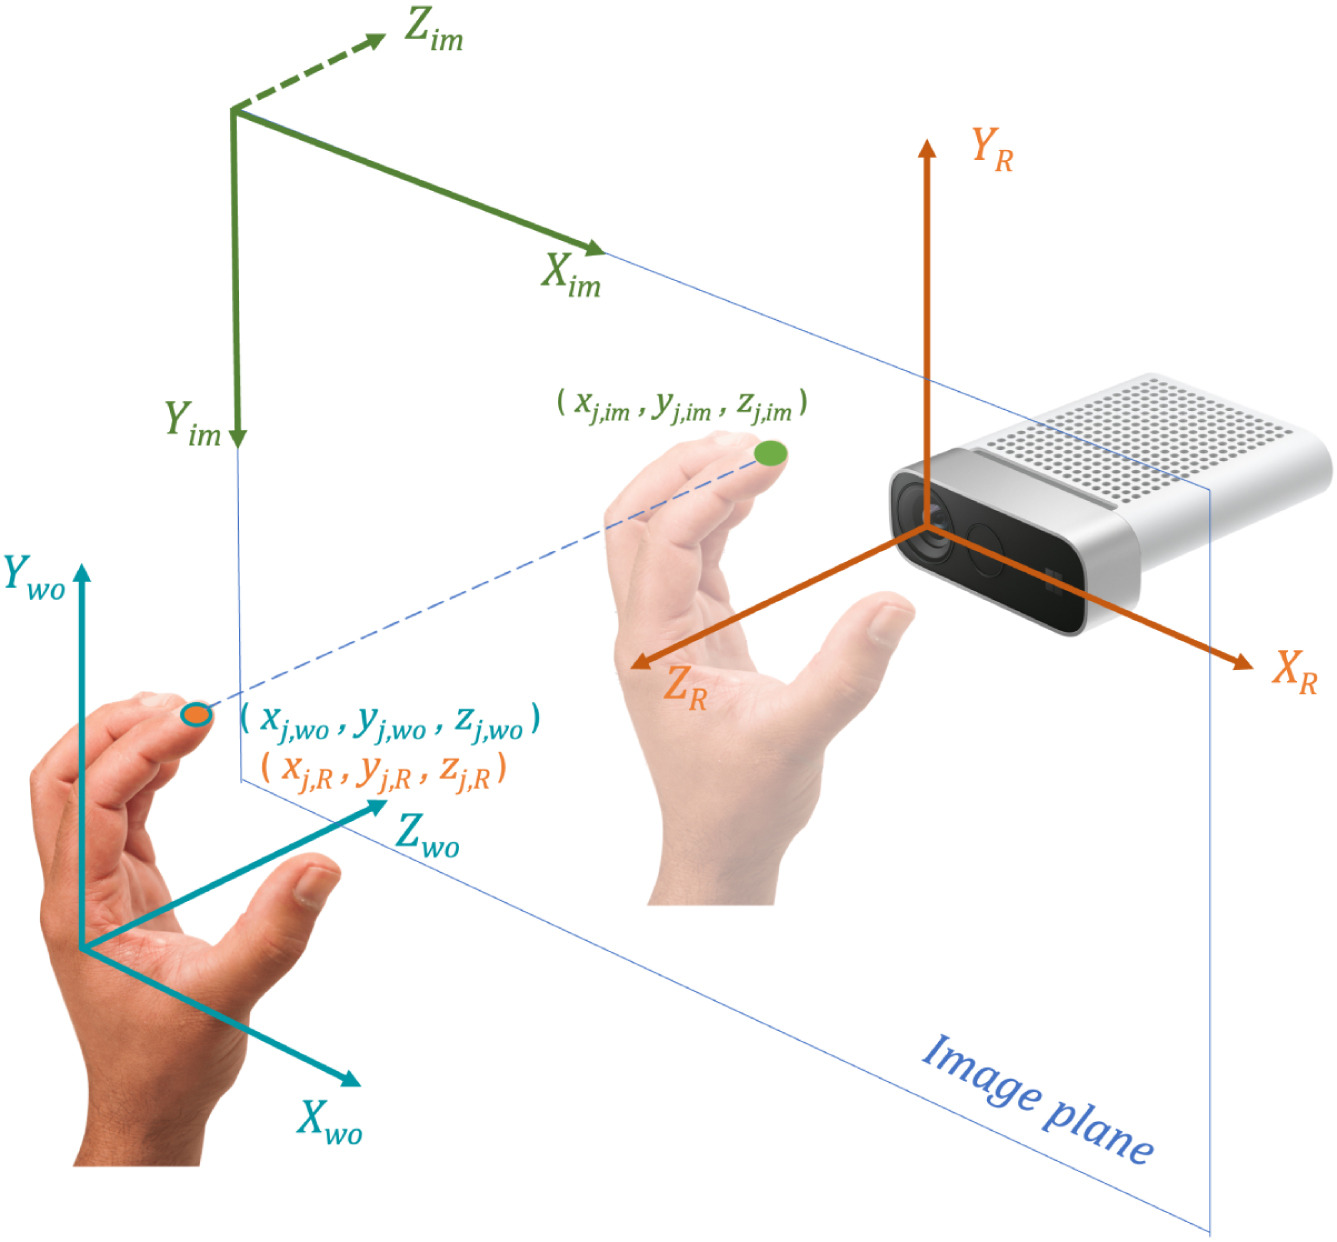 Z_im
Y_R
X_im
( x_j,im , y_j,im , z_j,im )
Y_im
Y_wo
X_R
Z_R
( x_j,wo , y_j,wo , z_j,wo )
( x_j,R , y_j,R , z_j,R )
Z_wo
Image plane
X_wo